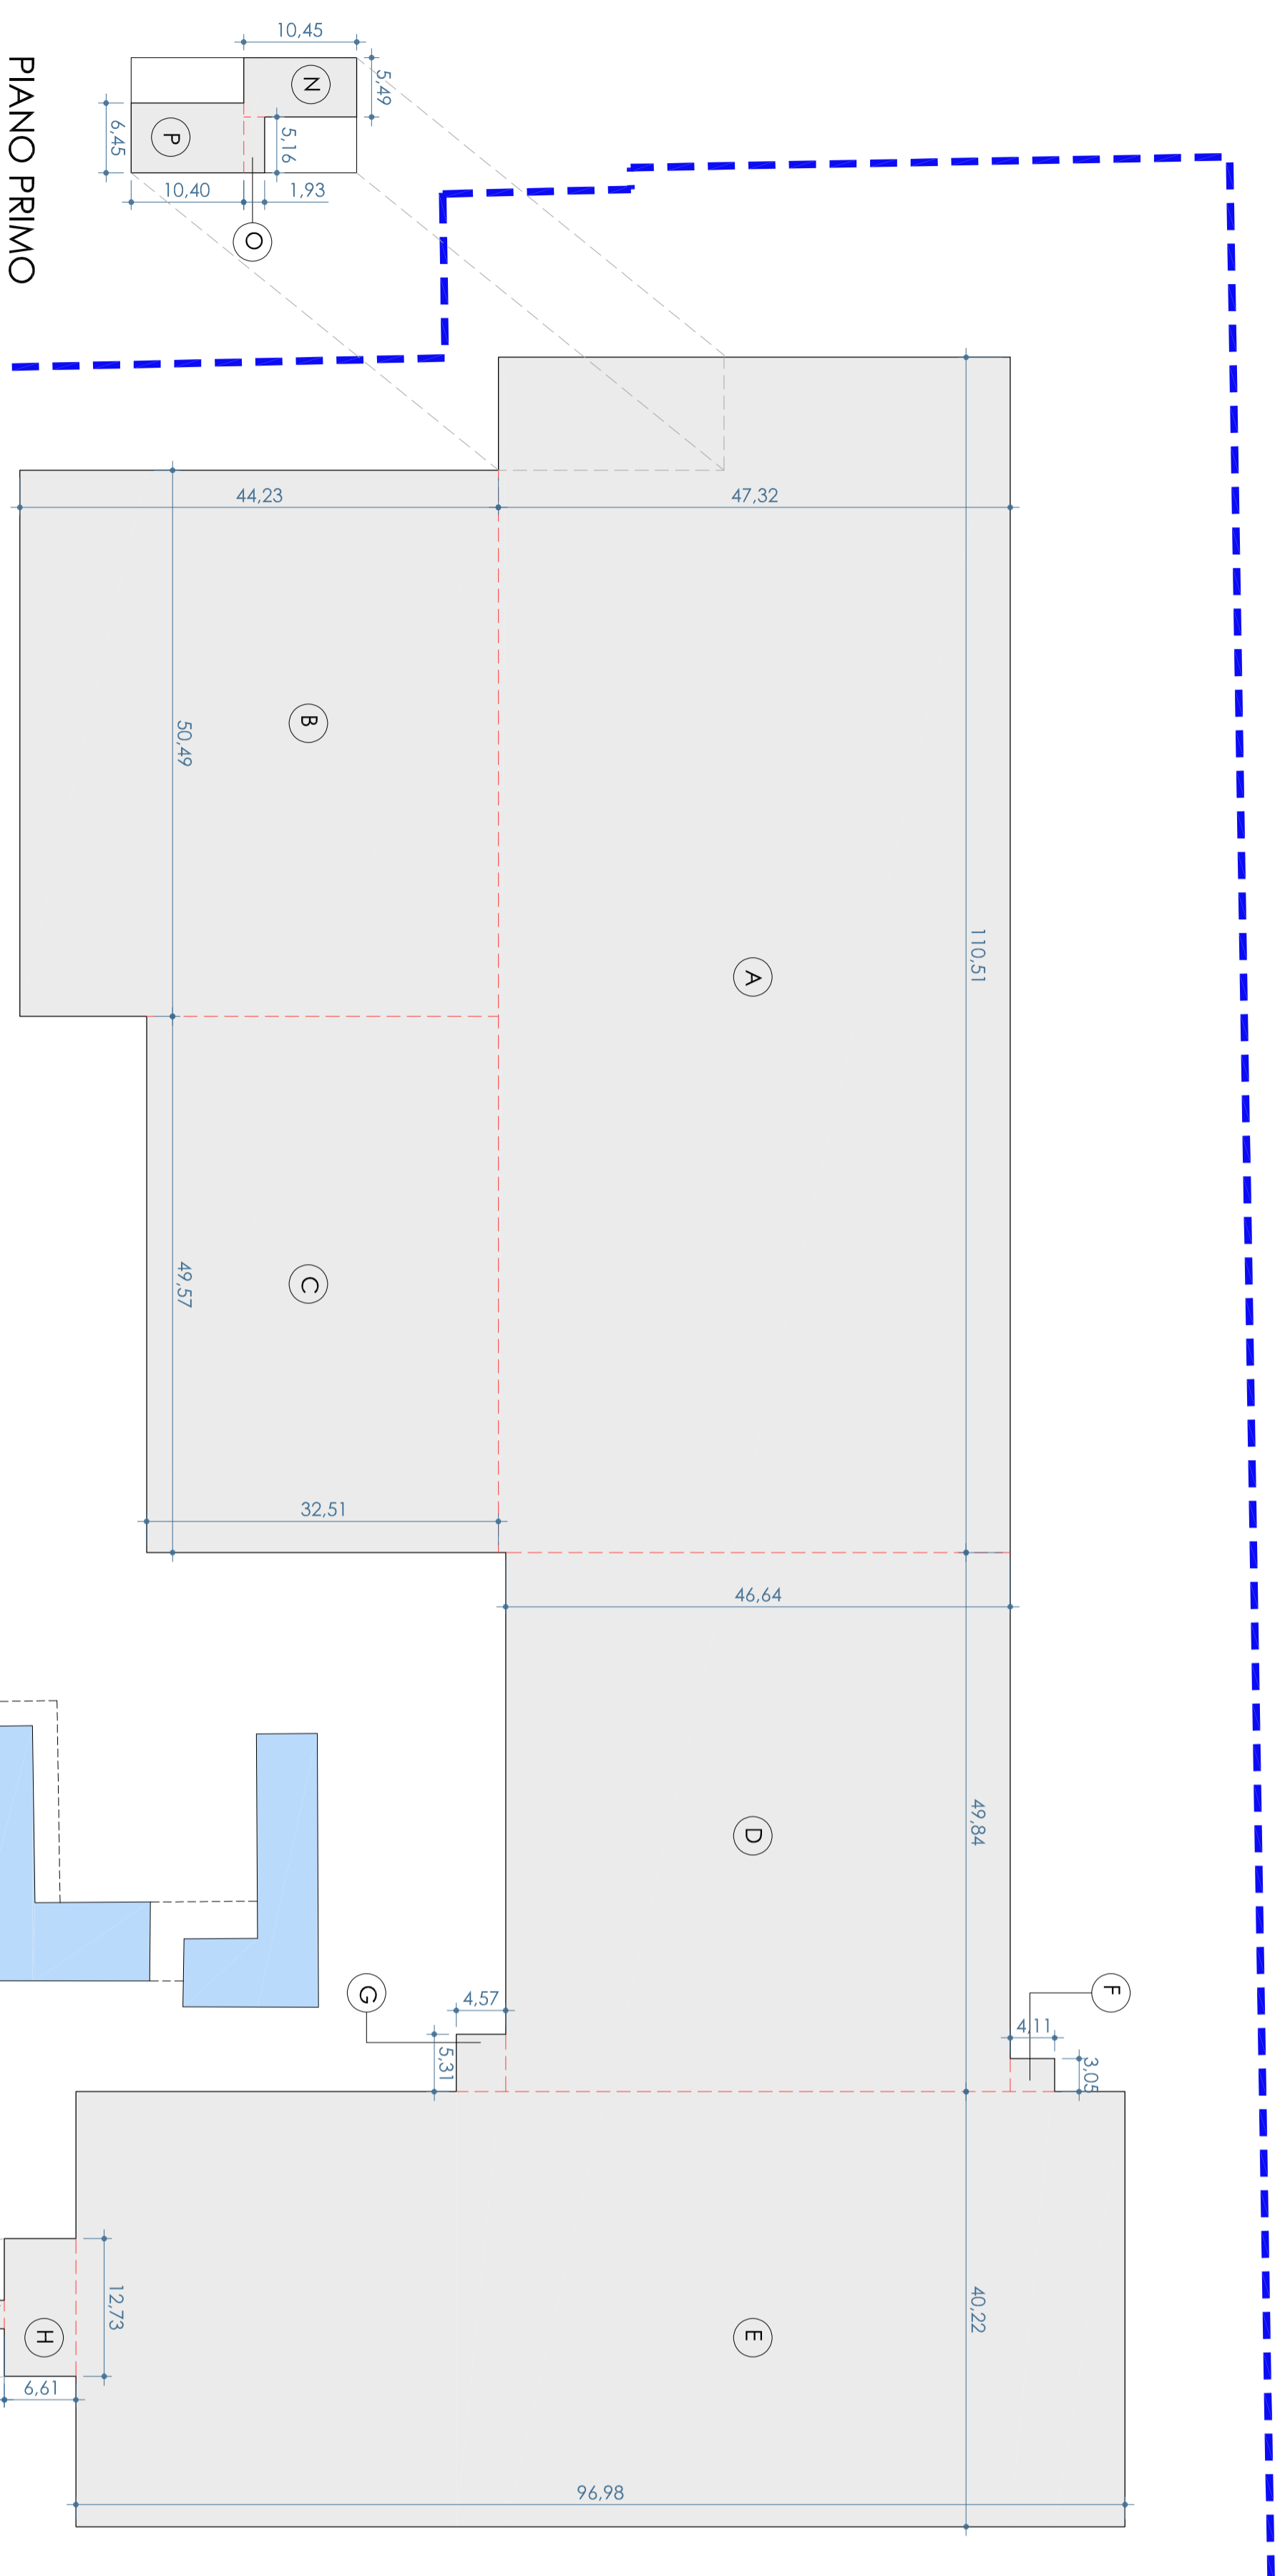 PIANO PRIMO
10,45
N
5,49
P
6,45
5,16
10,40
1,93
O
44,23
47,32
110,51
B
50,49
A
C
49,57
32,51
46,64
D
49,84
F
G
4,57
4,11
5,31
3,05
12,73
H
6,61
E
40,22
96,98